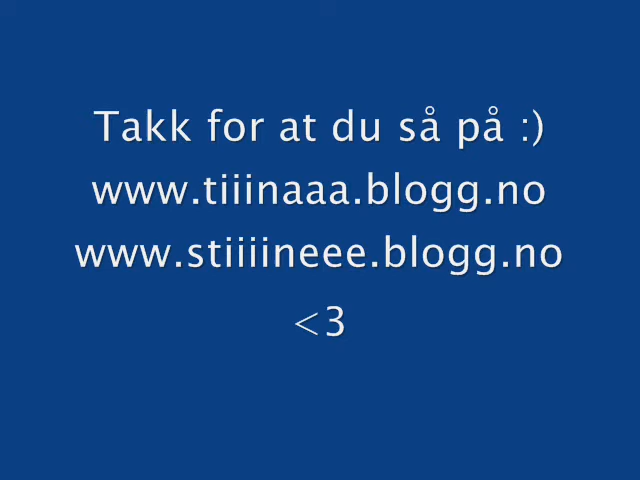 Takk for at du så på :)
www.tiiinaaa.blogg.no
www.stiiiineee.blogg.no
<3